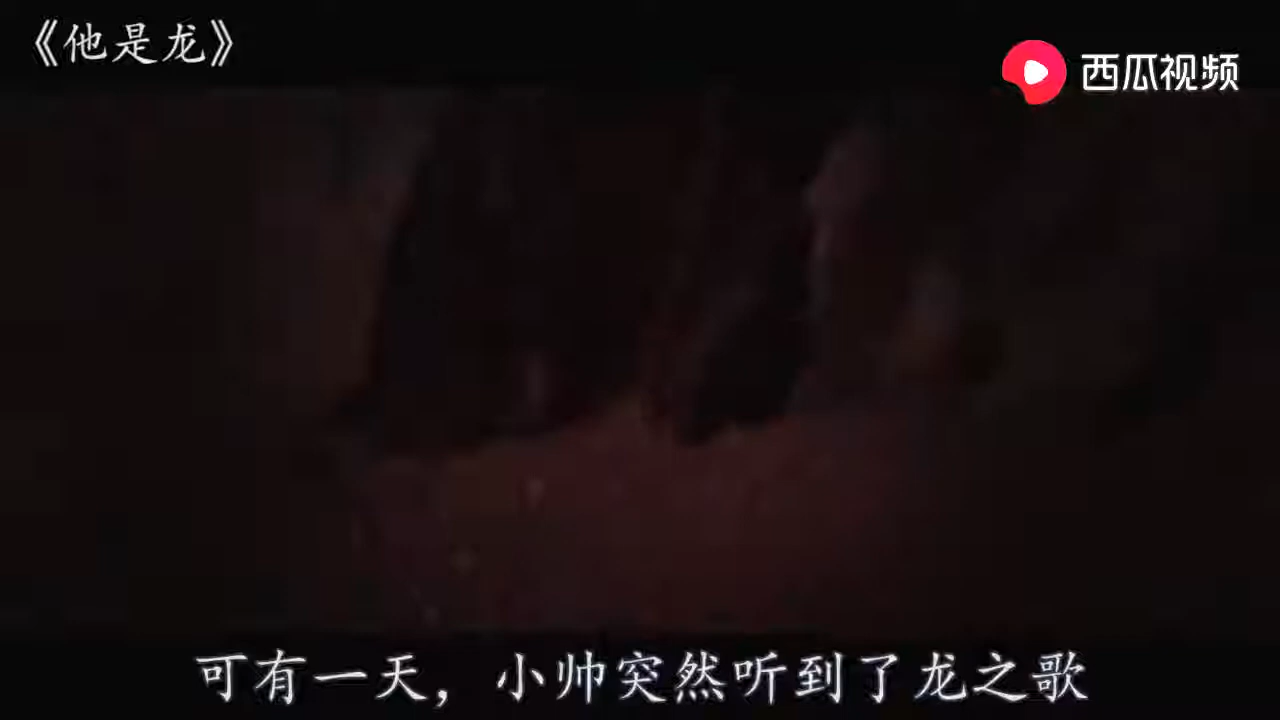 《他是龙》
西瓜视频
可有一天，小帅突然听到了龙之歌